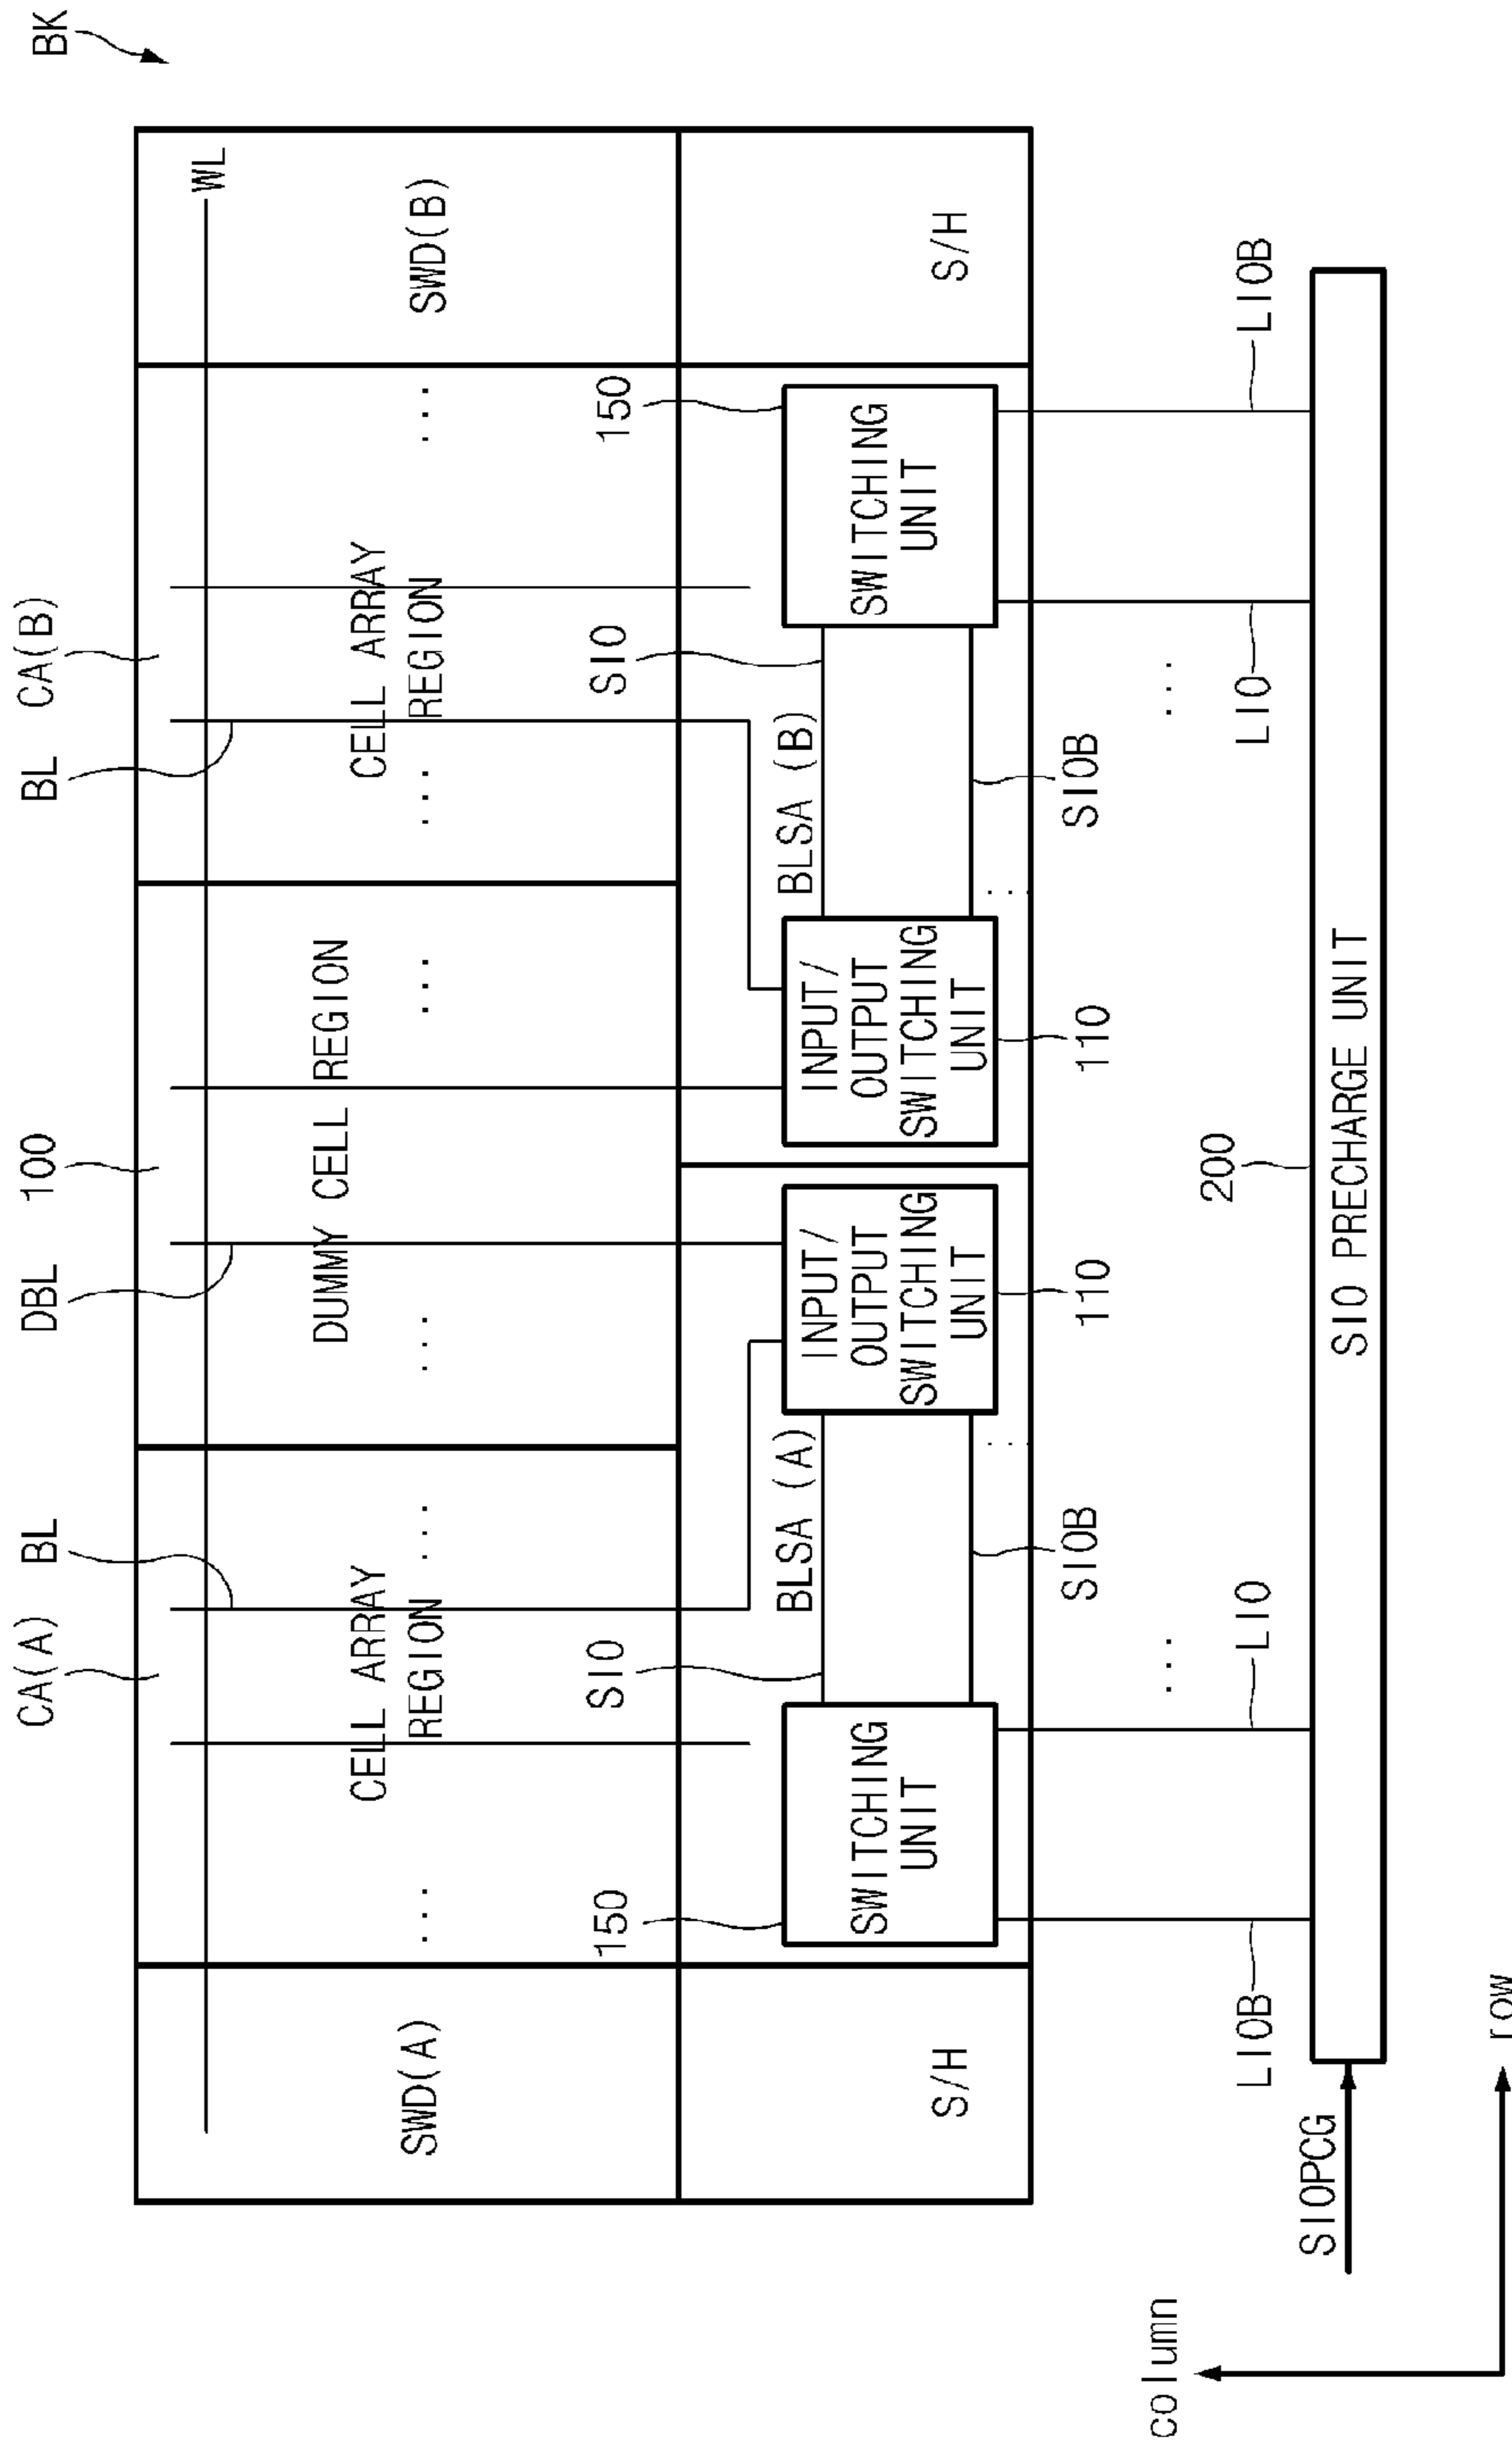 BK
CA(A)
BL
DBL
100
BL
CA(B)
WL
SWD(A)
CELL ARRAY
REGION
...
...
DUMMY CELL REGION
...
...
CELL ARRAY
REGION
...
...
SWD(B)
150
SIO
SIO
150
BLSA (A)
BLSA (B)
S/H
SWITCHING
UNIT
INPUT/
OUTPUT
SWITCHING
UNIT
INPUT/
OUTPUT
SWITCHING
UNIT
SWITCHING
UNIT
S/H
...
...
SIOB
110
110
SIOB
...
...
LIOB
LIO
200
LIO
LIOB
SIOPCG
SIO PRECHARGE UNIT
column
row